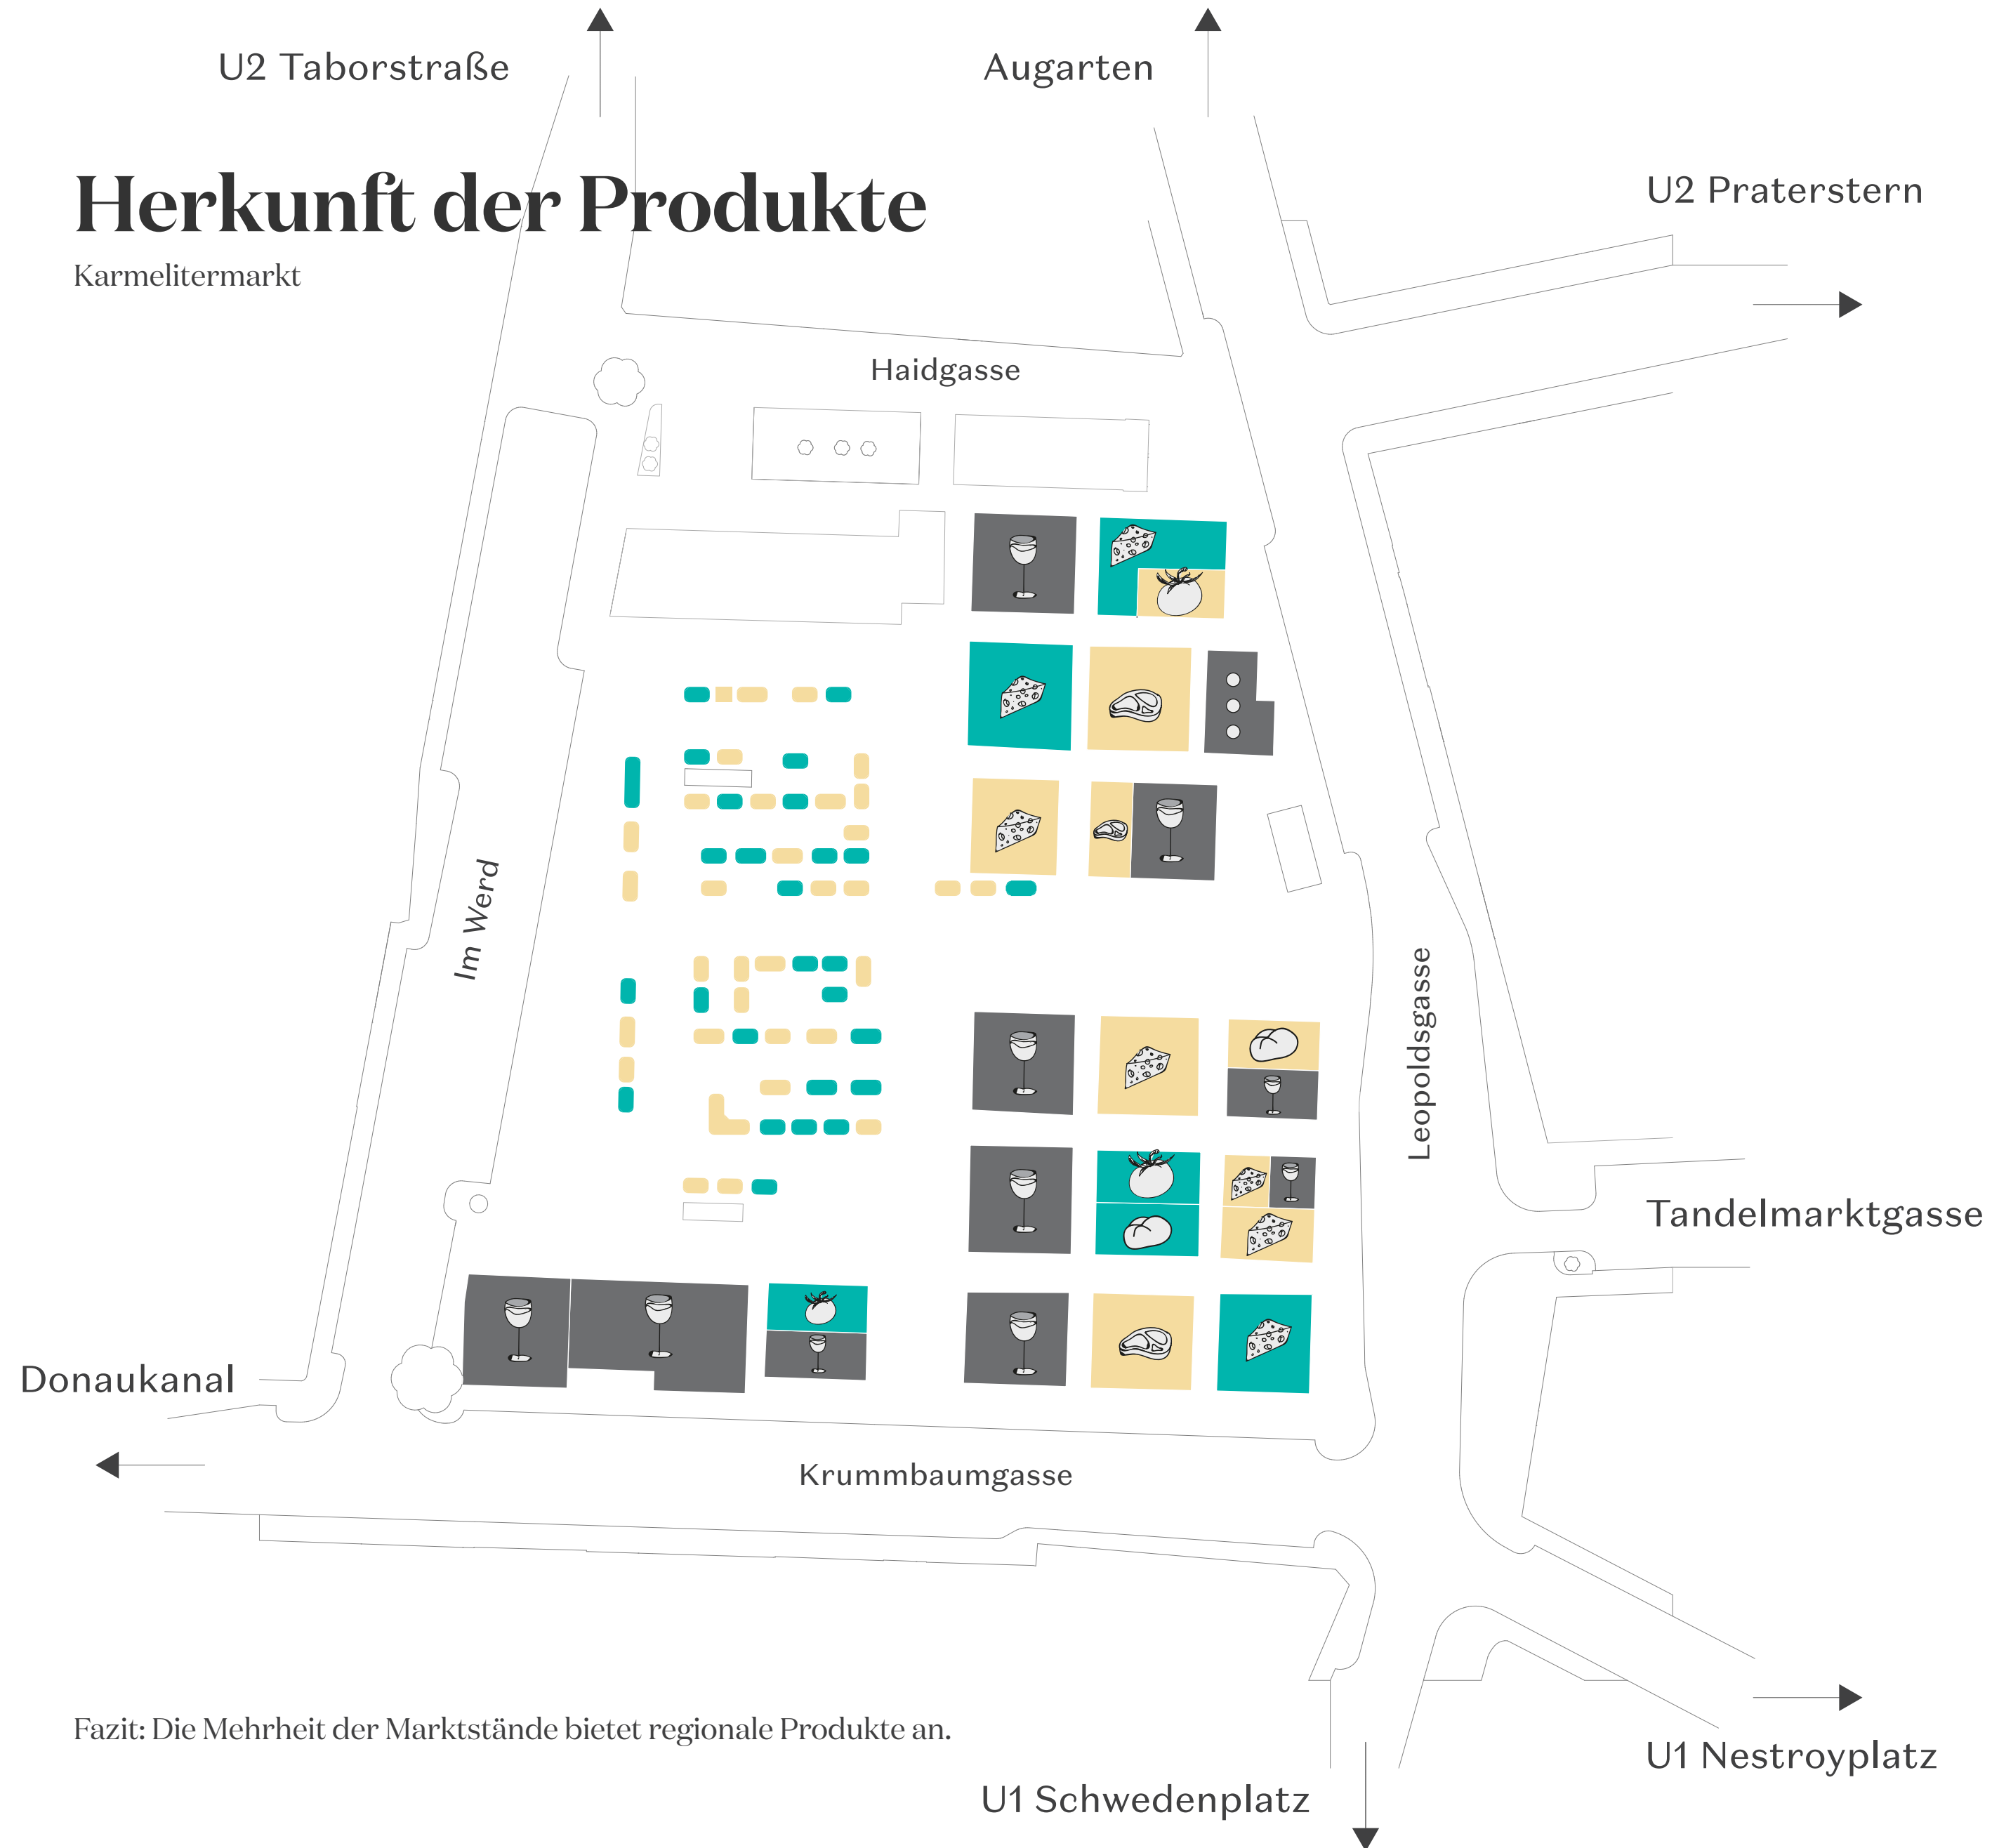 U2 Taborstraße
Augarten
Herkunft der Produkte
U2 Praterstern
Karmelitermarkt
Haidgasse
Im Werd
Leopoldsgasse
Tandelmarktgasse
Donaukanal
Krummbaumgasse
Fazit: Die Mehrheit der Marktstände bietet regionale Produkte an.
U1 Nestroyplatz
U1 Schwedenplatz